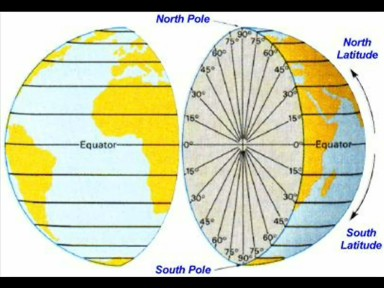 North Pole
90°
75° 75°
60° 60°
45° 45°
30° 30°
15° 15°
0° 0°
15° 15°
30° 30°
45° 45°
60° 60°
75° 75°
90°
South Pole
Equator
Equator
North
Latitude
South
Latitude